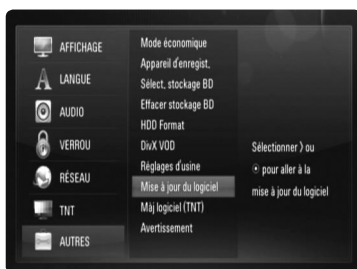 AFFICHAGE
LANGUE
AUDIO
VERROU
RÉSEAU
TNT
AUTRES
Mode économique
Appareil d'enregist.
Sélect. stockage BD
Effacer stockage BD
HDD Format
DivX VOD
Réglages d'usine
Mise à jour du logiciel
Màj logiciel (TNT)
Avertissement
Sélectionner > ou
⊙ pour aller à la
mise à jour du logiciel